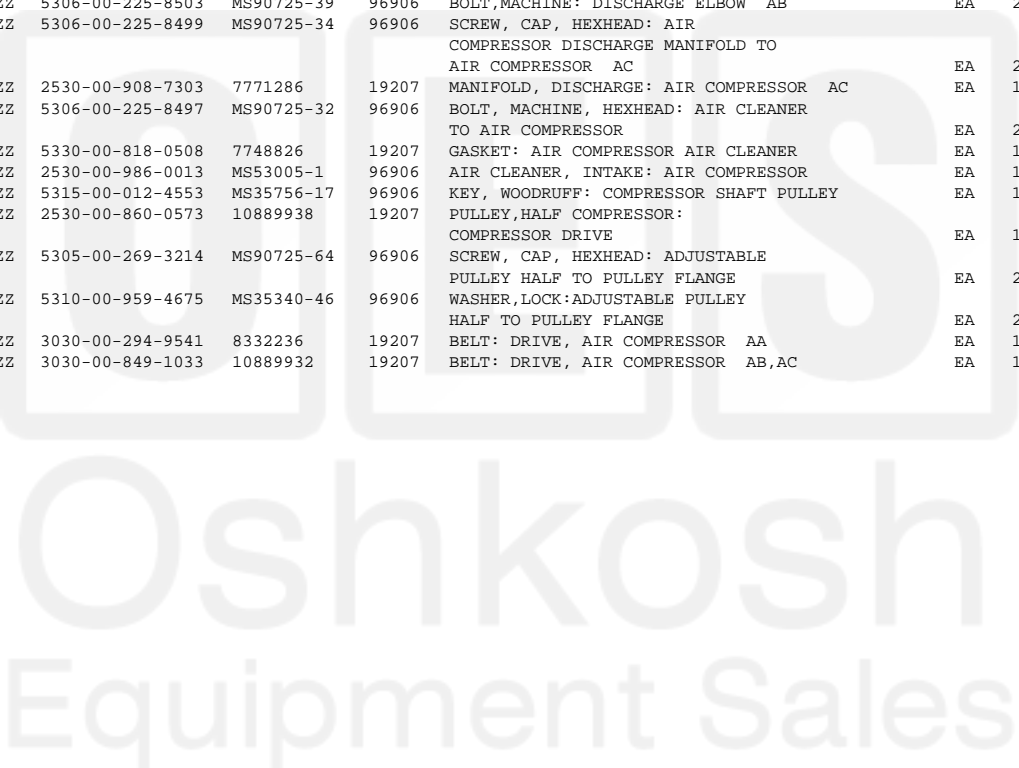 ZZ 5306-00-225-8503 MS90725-39 96906 BOLT,MACHINE: DISCHARGE ELBOW AB EA 2
ZZ 5306-00-225-8499 MS90725-34 96906 SCREW, CAP, HEXHEAD: AIR
COMPRESSOR DISCHARGE MANIFOLD TO
AIR COMPRESSOR AC EA 2
ZZ 2530-00-908-7303 7771286 19207 MANIFOLD, DISCHARGE: AIR COMPRESSOR AC EA 1
ZZ 5306-00-225-8497 MS90725-32 96906 BOLT, MACHINE, HEXHEAD: AIR CLEANER
TO AIR COMPRESSOR EA 2
ZZ 5330-00-818-0508 7748826 19207 GASKET: AIR COMPRESSOR AIR CLEANER EA 1
ZZ 2530-00-986-0013 MS53005-1 96906 AIR CLEANER, INTAKE: AIR COMPRESSOR EA 1
ZZ 5315-00-012-4553 MS35756-17 96906 KEY, WOODRUFF: COMPRESSOR SHAFT PULLEY EA 1
ZZ 2530-00-860-0573 10889938 19207 PULLEY,HALF COMPRESSOR:
COMPRESSOR DRIVE EA 1
ZZ 5305-00-269-3214 MS90725-64 96906 SCREW, CAP, HEXHEAD: ADJUSTABLE
PULLEY HALF TO PULLEY FLANGE EA 2
ZZ 5310-00-959-4675 MS35340-46 96906 WASHER,LOCK:ADJUSTABLE PULLEY
HALF TO PULLEY FLANGE EA 2
ZZ 3030-00-294-9541 8332236 19207 BELT: DRIVE, AIR COMPRESSOR AA EA 1
ZZ 3030-00-849-1033 10889932 19207 BELT: DRIVE, AIR COMPRESSOR AB,AC EA 1
OES
Oshkosh
Equipment Sales